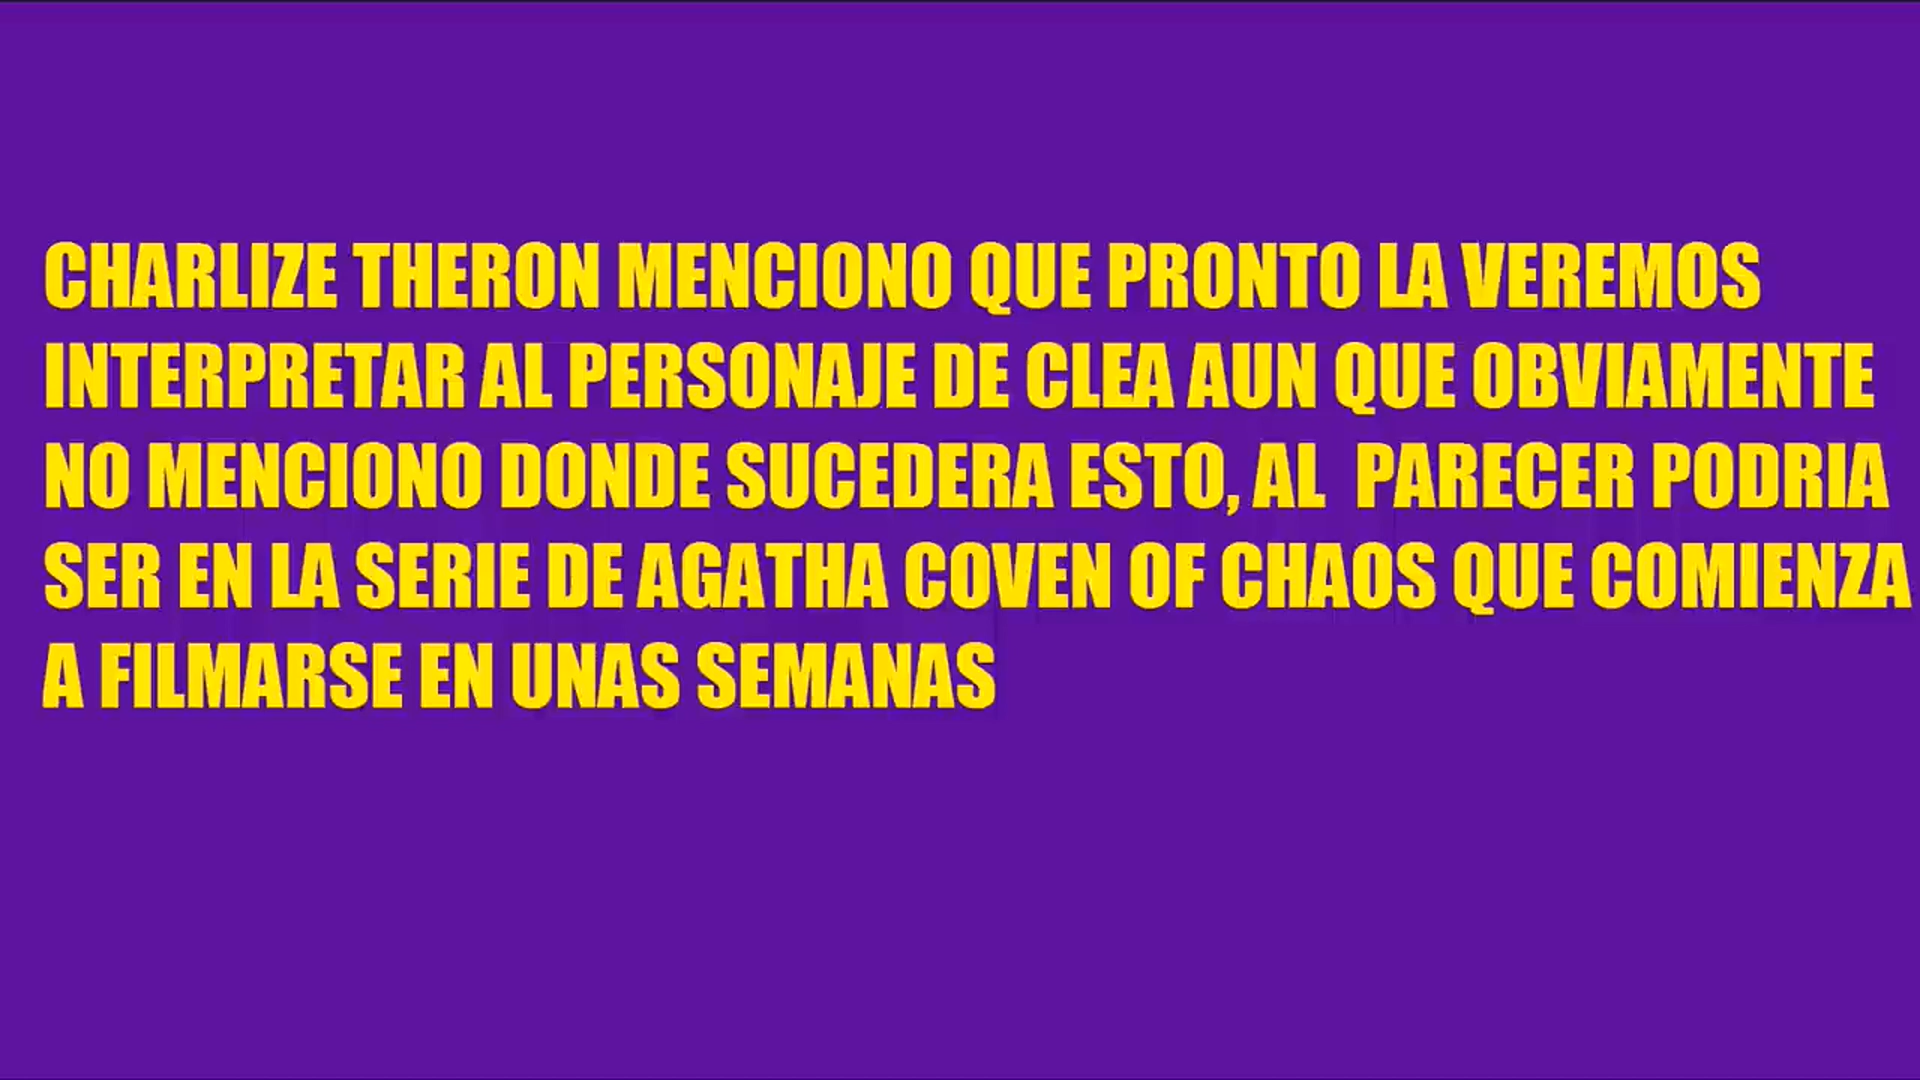 CHARLIZE THERON MENCIONO QUE PRONTO LA VEREMOS
INTERPRETAR AL PERSONAJE DE CLEA AUN QUE OBVIAMENTE
NO MENCIONO DONDE SUCEDERA ESTO, AL  PARECER PODRIA
SER EN LA SERIE DE AGATHA COVEN OF CHAOS QUE COMIENZA
A FILMARSE EN UNAS SEMANAS